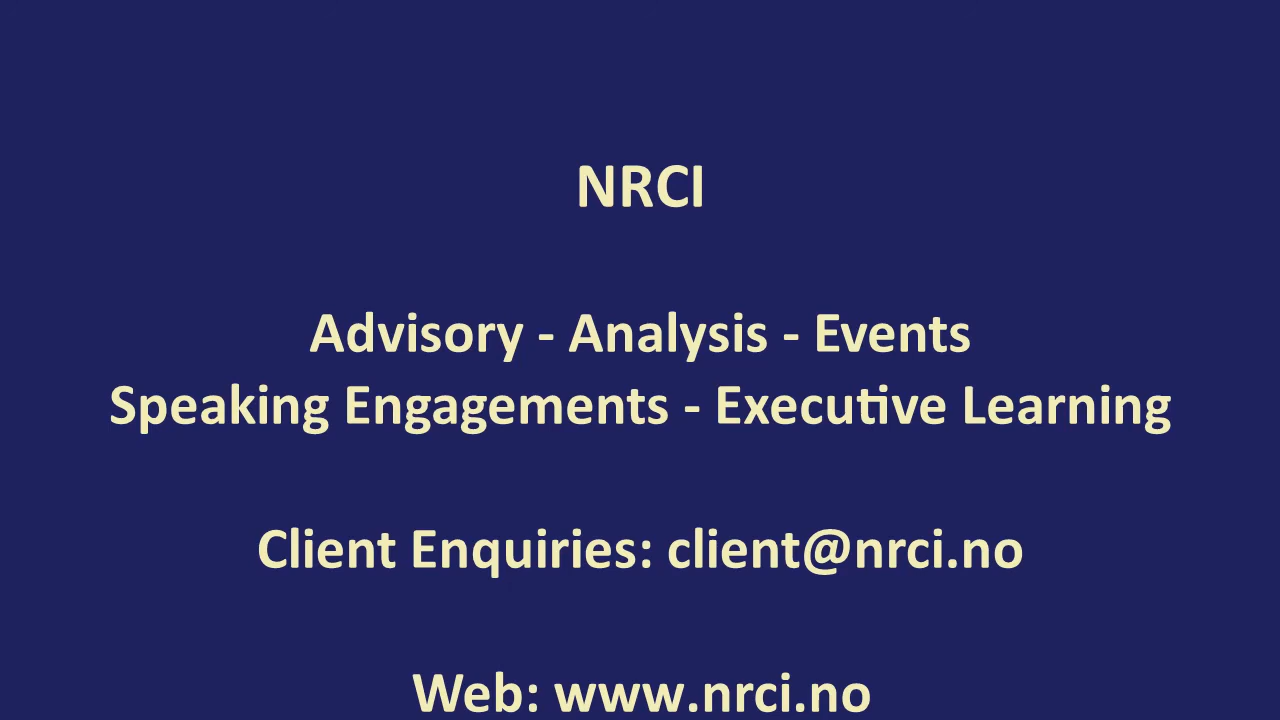 NRCI
Advisory - Analysis - Events
Speaking Engagements - Executive Learning
Client Enquiries: client@nrci.no
Web: www.nrci.no